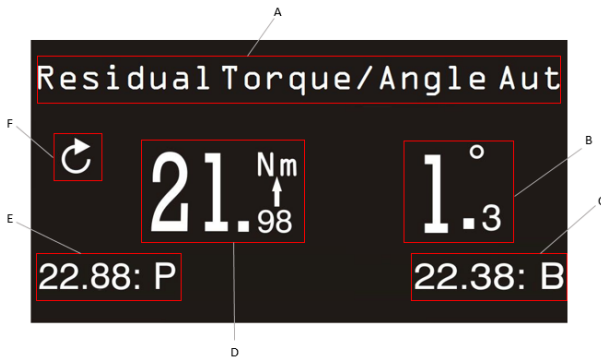 A
Residual Torque/Angle Aut
F
B
21.98 Nm
1.3°
C
E
22.88: P
22.38: B
D